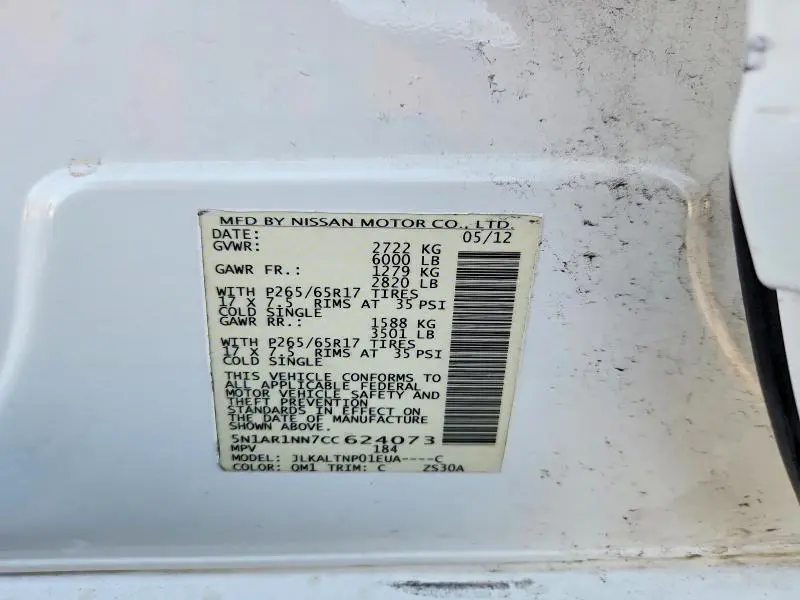 MFD BY NISSAN MOTOR CO., LTD.
DATE: 05/12
GVWR: 2722 KG
6000 LB
GAWR FR.: 1279 KG
2820 LB
WITH P265/65R17 TIRES
17 X 7.5 RIMS AT 35 PSI
COLD SINGLE
GAWR RR.: 1588 KG
3501 LB
WITH P265/65R17 TIRES
17 X 7.5 RIMS AT 35 PSI
COLD SINGLE
THIS VEHICLE CONFORMS TO
ALL APPLICABLE FEDERAL
MOTOR VEHICLE SAFETY AND
THEFT PREVENTION
STANDARDS IN EFFECT ON
THE DATE OF MANUFACTURE
SHOWN ABOVE.
5N1AR1NN7CC624073
MPV 184
MODEL: JLKALTNP01EUA----C
COLOR: QM1 TRIM: C ZS30A